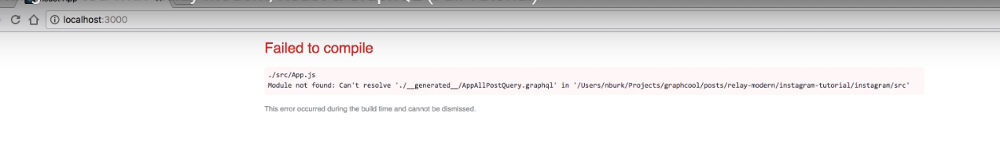 localhost:3000
Failed to compile
./src/App.js
Module not found: Can't resolve './__generated__/AppAllPostQuery.graphql' in '/Users/nburk/Projects/graphcool/posts/relay-modern/instagram-tutorial/instagram/src'
This error occurred during the build time and cannot be dismissed.